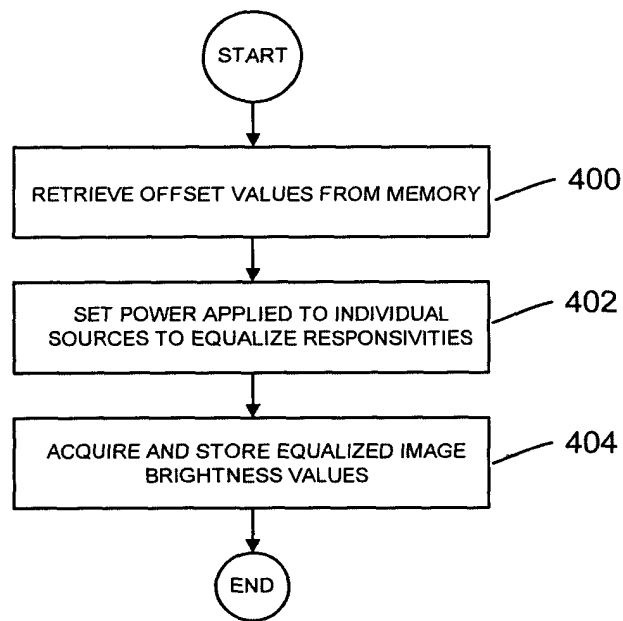 START
RETRIEVE OFFSET VALUES FROM MEMORY
400
SET POWER APPLIED TO INDIVIDUAL
SOURCES TO EQUALIZE RESPONSIVITIES
402
ACQUIRE AND STORE EQUALIZED IMAGE
BRIGHTNESS VALUES
404
END